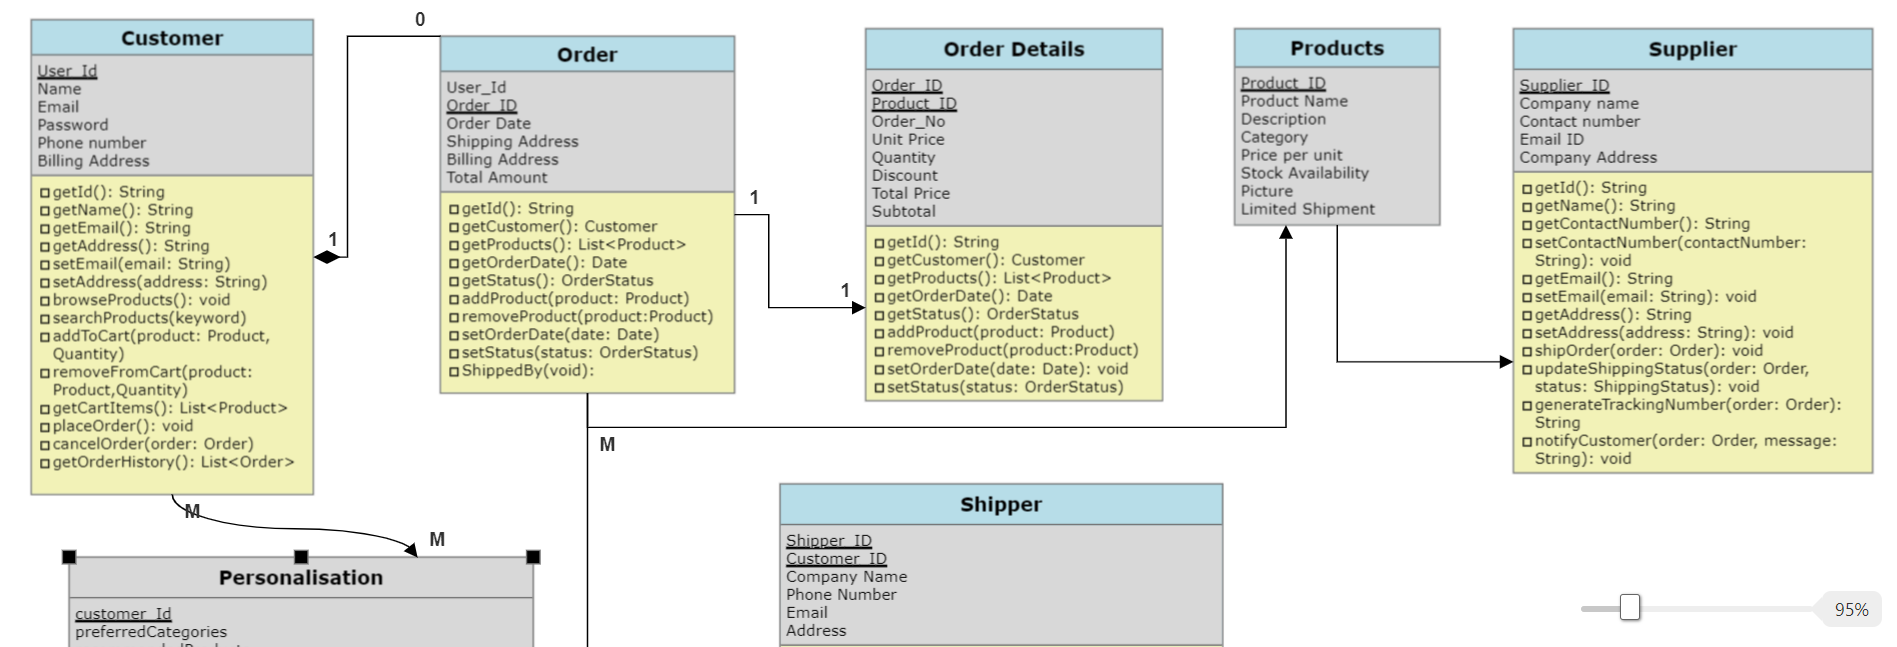 0
Customer
User_Id
Name
Email
Password
Phone number
Billing Address
getId(): String
getName(): String
getEmail(): String
getAddress(): String
setEmail(email: String)
setAddress(address: String)
browseProducts(): void
searchProducts(keyword)
addToCart(product: Product,
Quantity)
removeFromCart(product:
Product,Quantity)
getCartItems(): List<Product>
placeOrder(): void
cancelOrder(order: Order)
getOrderHistory(): List<Order>
1
Order
User_Id
Order_ID
Order Date
Shipping Address
Billing Address
Total Amount
getId(): String
getCustomer(): Customer
getProducts(): List<Product>
getOrderDate(): Date
getStatus(): OrderStatus
addProduct(product: Product)
removeProduct(product:Product)
setOrderDate(date: Date)
setStatus(status: OrderStatus)
ShippedBy(void):
1
1
M
Order Details
Order_ID
Product_ID
Order_No
Unit Price
Quantity
Discount
Total Price
Subtotal
getId(): String
getCustomer(): Customer
getProducts(): List<Product>
getOrderDate(): Date
getStatus(): OrderStatus
addProduct(product: Product)
removeProduct(product:Product)
setOrderDate(date: Date): void
setStatus(status: OrderStatus)
Products
Product_ID
Product Name
Description
Category
Price per unit
Stock Availability
Picture
Limited Shipment
Supplier
Supplier_ID
Company name
Contact number
Email ID
Company Address
getId(): String
getName(): String
getContactNumber(): String
setContactNumber(contactNumber:
String): void
getEmail(): String
setEmail(email: String): void
getAddress(): String
setAddress(address: String): void
shipOrder(order: Order): void
updateShippingStatus(order: Order,
status: ShippingStatus): void
generateTrackingNumber(order: Order):
String
notifyCustomer(order: Order, message:
String): void
M
M
Personalisation
customer_Id
preferredCategories
Shipper
Shipper_ID
Customer_ID
Company Name
Phone Number
Email
Address
95%